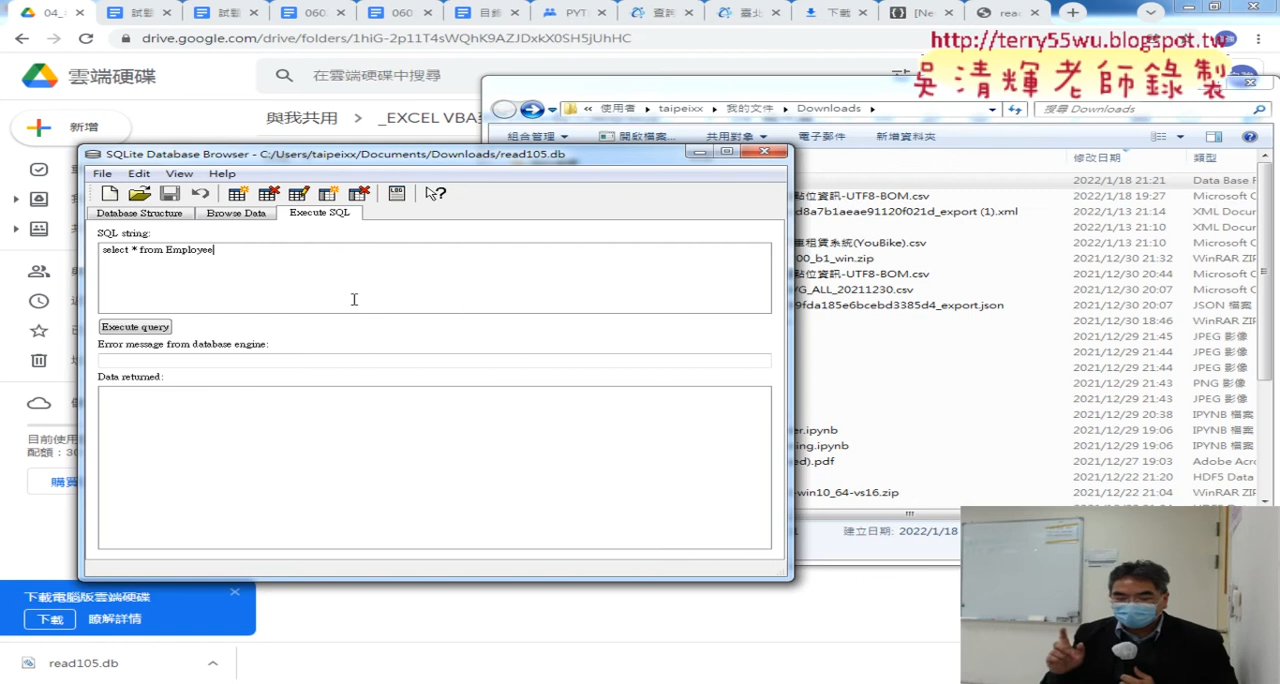 04_
試
試
060
060
目錄
PYT
查詢
臺北
下載
[Ne
rea
drive.google.com/drive/folders/1hiG-2p11T4sWQhK9AZJDxkX0SH5jUhHC
http://terry55wu.blogspot.tw
吳清輝老師錄製
雲端硬碟
在雲端硬碟中搜尋
新增
與我共用 > _EXCEL VBA
使用者 ▸ taipeixx ▸ 我的文件 ▸ Downloads ▸
搜尋 Downloads
組合管理
開啟檔案...
共用對象
電子郵件
新增資料夾
修改日期 類型
SQLite Database Browser - C:/Users/taipeixx/Documents/Downloads/read105.db
File Edit View Help
LOG
Database Structure Browse Data Execute SQL
SQL string:
select * from Employee
Execute query
Error message from database engine:
Data returned:
2022/1/18 21:21 Data Base F
點位資訊-UTF8-BOM.csv 2022/1/18 19:27 Microsoft C
d8a7b1aeae91120f021d_export (1).xml 2022/1/13 21:14 XML Docum
2022/1/13 21:10 XML Docum
車租賃系統(YouBike).csv 2022/1/13 21:10 Microsoft C
00_b1_win.zip 2021/12/30 21:32 WinRAR ZIP
點位資訊-UTF8-BOM.csv 2021/12/30 20:44 Microsoft C
G_ALL_20211230.csv 2021/12/30 20:07 Microsoft C
9fda185e6bcebd3385d4_export.json 2021/12/30 20:07 JSON 檔案
2021/12/30 18:46 WinRAR ZIP
2021/12/29 21:45 JPEG 影像
2021/12/29 21:44 JPEG 影像
2021/12/29 21:44 JPEG 影像
2021/12/29 21:43 PNG 影像
2021/12/29 21:43 JPEG 影像
2021/12/29 20:38 IPYNB 檔案
er.ipynb 2021/12/29 19:06 IPYNB 檔案
ing.ipynb 2021/12/29 19:06 IPYNB 檔案
ed).pdf 2021/12/27 19:03 Adobe Acro
2021/12/22 21:20 HDF5 Data
-win10_64-vs16.zip 2021/12/22 21:04 WinRAR ZIP
建立日期: 2022/1/18
目前使用
配額：
購買
下載電腦版雲端硬碟
下載 瞭解詳情
read105.db